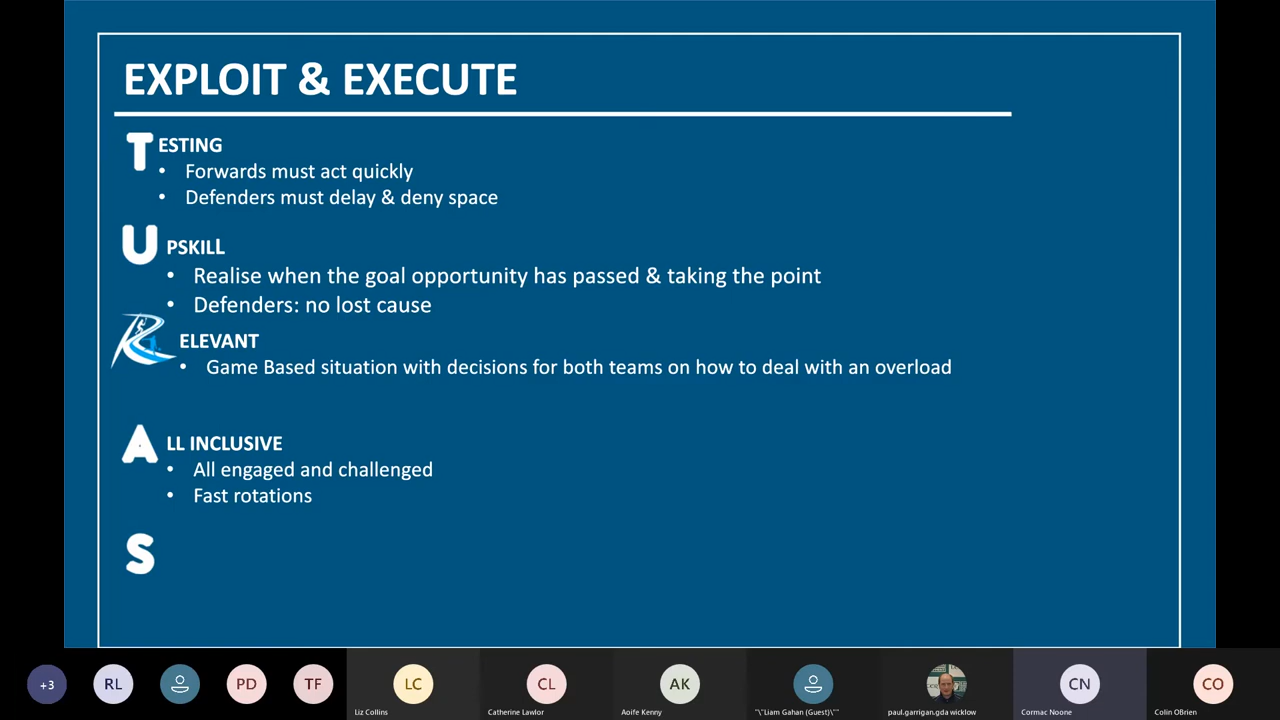 EXPLOIT & EXECUTE
TESTING
• Forwards must act quickly
• Defenders must delay & deny space
UPSKILL
• Realise when the goal opportunity has passed & taking the point
• Defenders: no lost cause
RELEVANT
• Game Based situation with decisions for both teams on how to deal with an overload
ALL INCLUSIVE
• All engaged and challenged
• Fast rotations
S
+3 RL PD TF LC CL AK CN CO
Liz Collins Catherine Lawlor Aoife Kenny "\"Liam Gahan (Guest)\"" paul.garrigan.gda wicklow Cormac Noone Colin OBrien